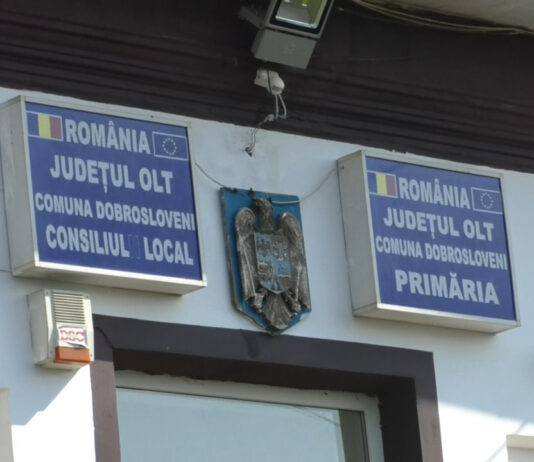 ROMÂNIA
JUDEȚUL OLT
COMUNA DOBROSLOVENI
CONSILIUL LOCAL
DSC
ROMÂNIA
JUDEȚUL OLT
COMUNA DOBROSLOVENI
PRIMĂRIA